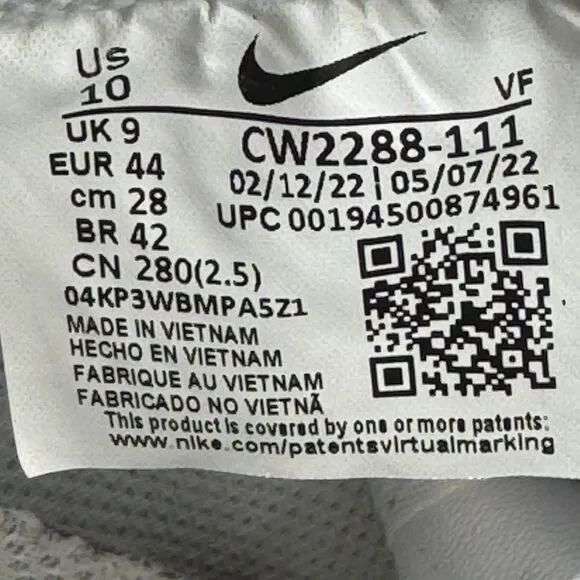 US
10
VF
UK 9
CW2288-111
EUR 44
02/12/22 | 05/07/22
cm 28
UPC 00194500874961
BR 42
CN 280(2.5)
04KP3WBMPA5Z1
MADE IN VIETNAM
HECHO EN VIETNAM
FABRIQUE AU VIETNAM
FABRICADO NO VIETNÃ
This product is covered by one or more patents:
www.nike.com/patentsvirtualmarking